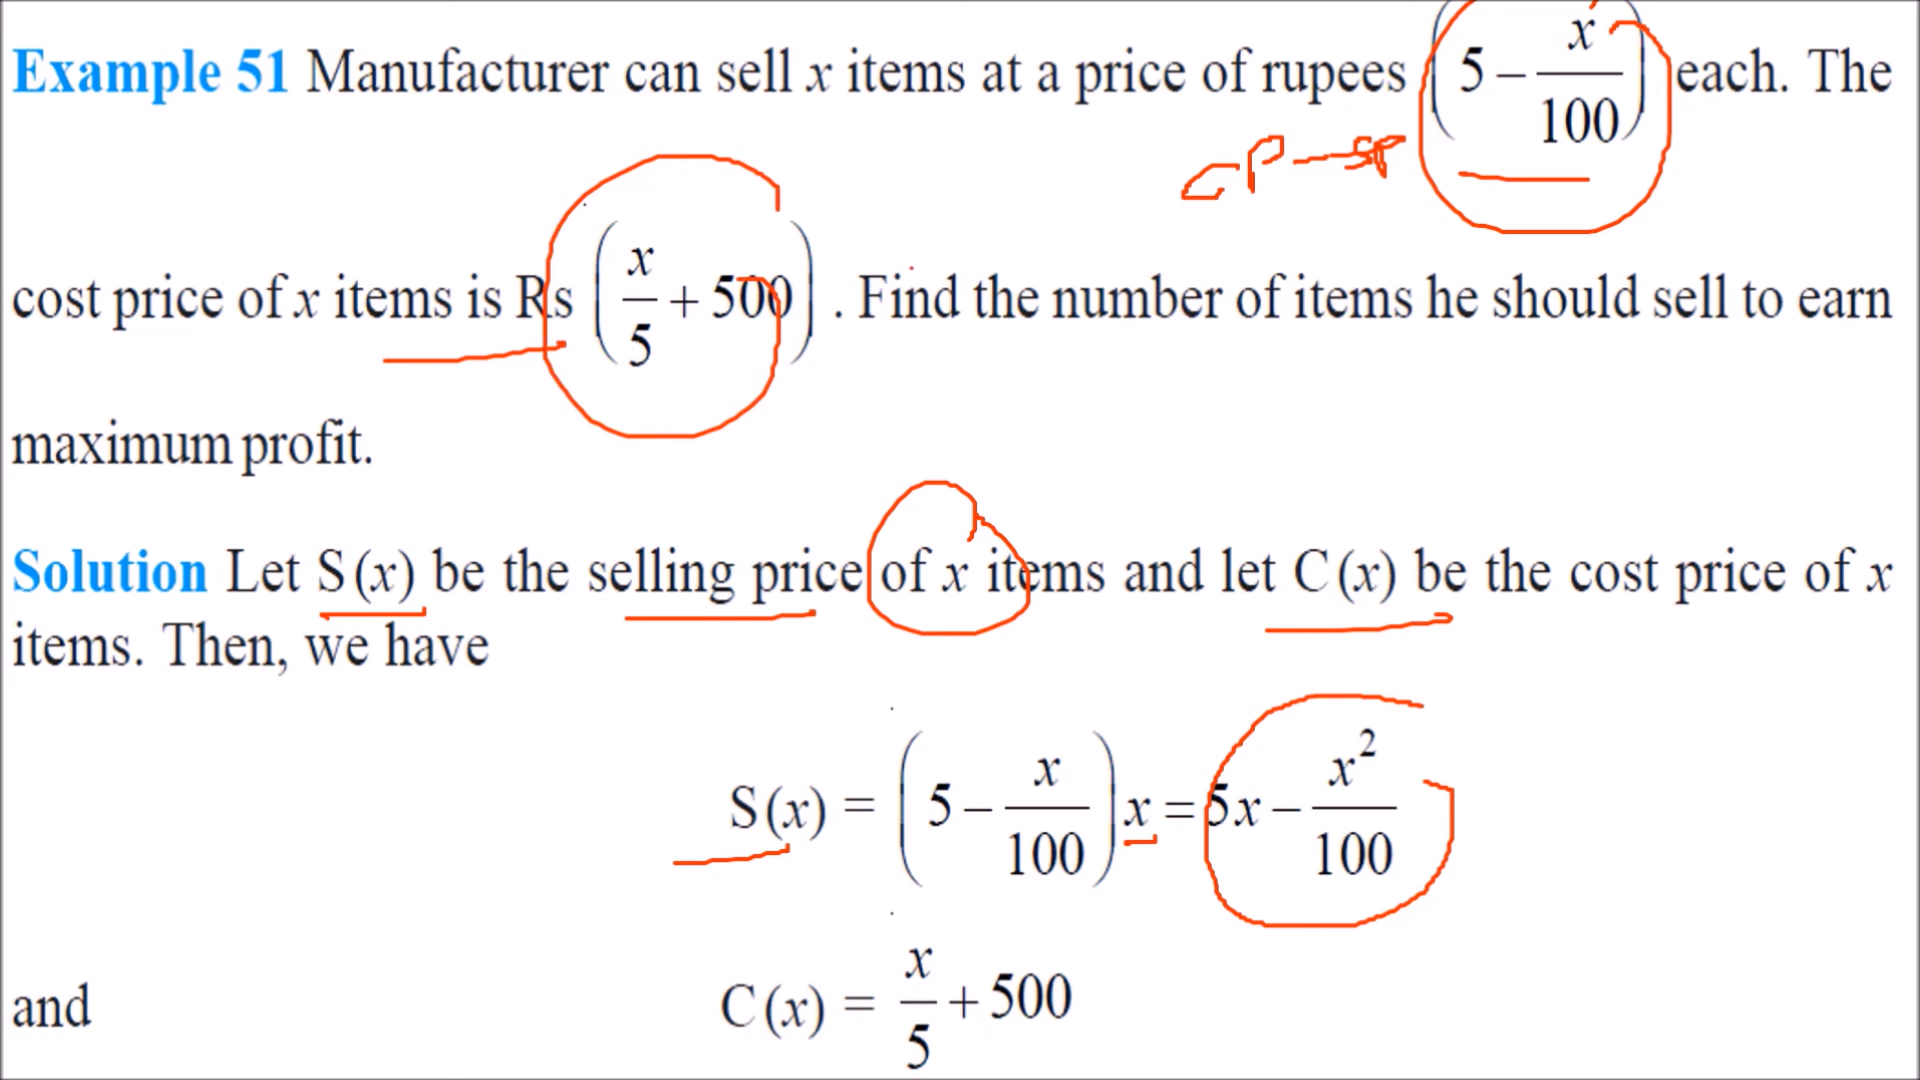 Example 51 Manufacturer can sell x items at a price of rupees (5 − x/100) each. The
CP
cost price of x items is Rs (x/5 + 500) . Find the number of items he should sell to earn
maximum profit.
Solution Let S (x) be the selling price of x items and let C (x) be the cost price of x
items. Then, we have
S (x) = (5 − x/100) x = 5x − x²/100
and C (x) = x/5 + 500